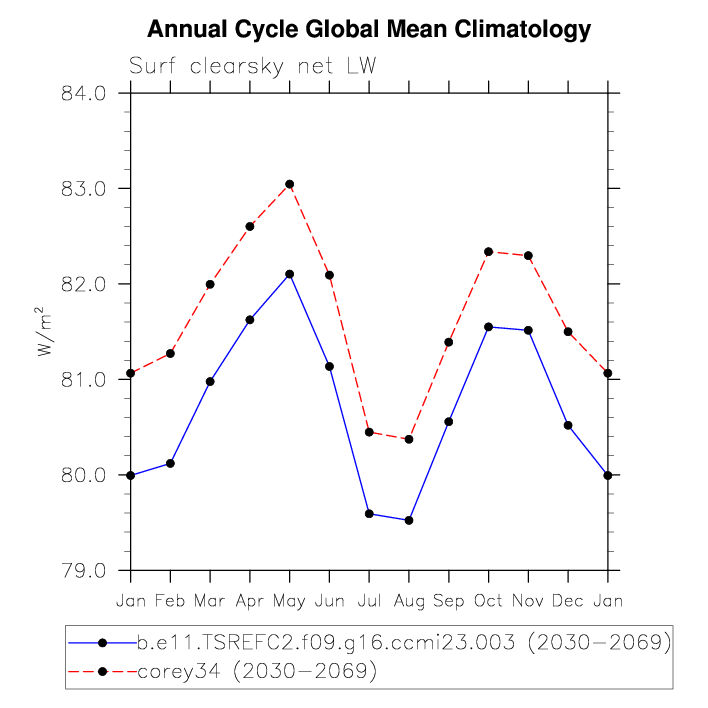 Annual Cycle Global Mean Climatology
Surf clearsky net LW
84.0
83.0
82.0
81.0
80.0
79.0
W/m²
Jan Feb Mar Apr May Jun Jul Aug Sep Oct Nov Dec Jan
b.e11.TSREFC2.f09.g16.ccmi23.003 (2030−2069)
corey34 (2030−2069)